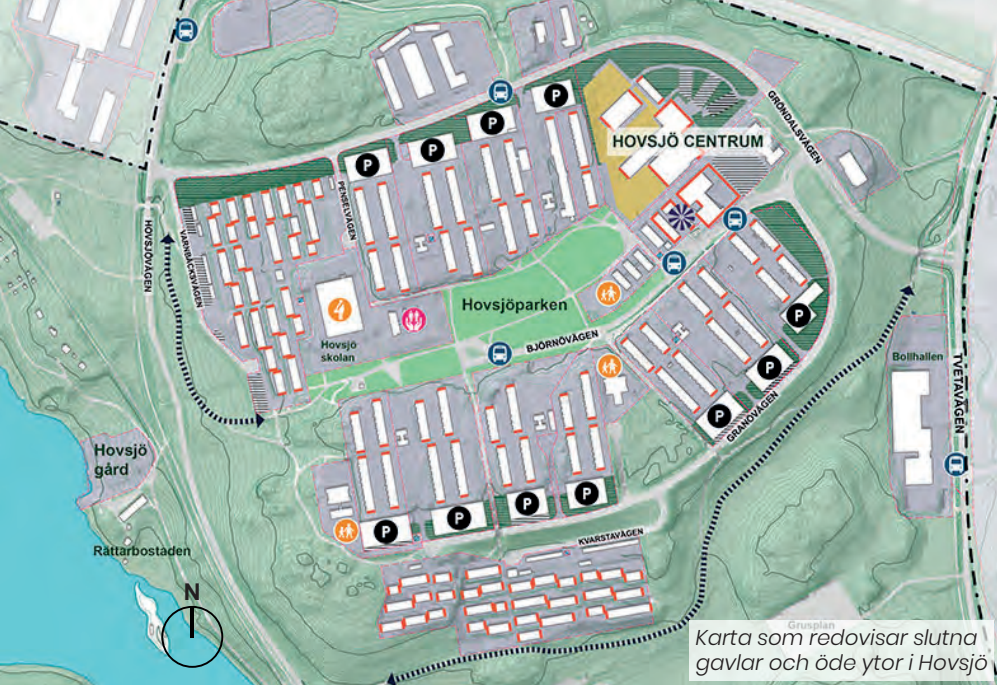 P
P
P
P
HOVSJÖ CENTRUM
GRÖNDALSVÄGEN
PENSELVÄGEN
HOVSJÖVÄGEN
VARNBÄCKSVÄGEN
Hovsjöparken
Hovsjö
skolan
BJÖRNÖVÄGEN
P
P
P
GRANÖVÄGEN
Bollhallen
TVETAVÄGEN
Hovsjö
gård
P
P
P
P
KVARSTAVÄGEN
Rättarbostaden
N
Grusplan
Karta som redovisar slutna
gavlar och öde ytor i Hovsjö